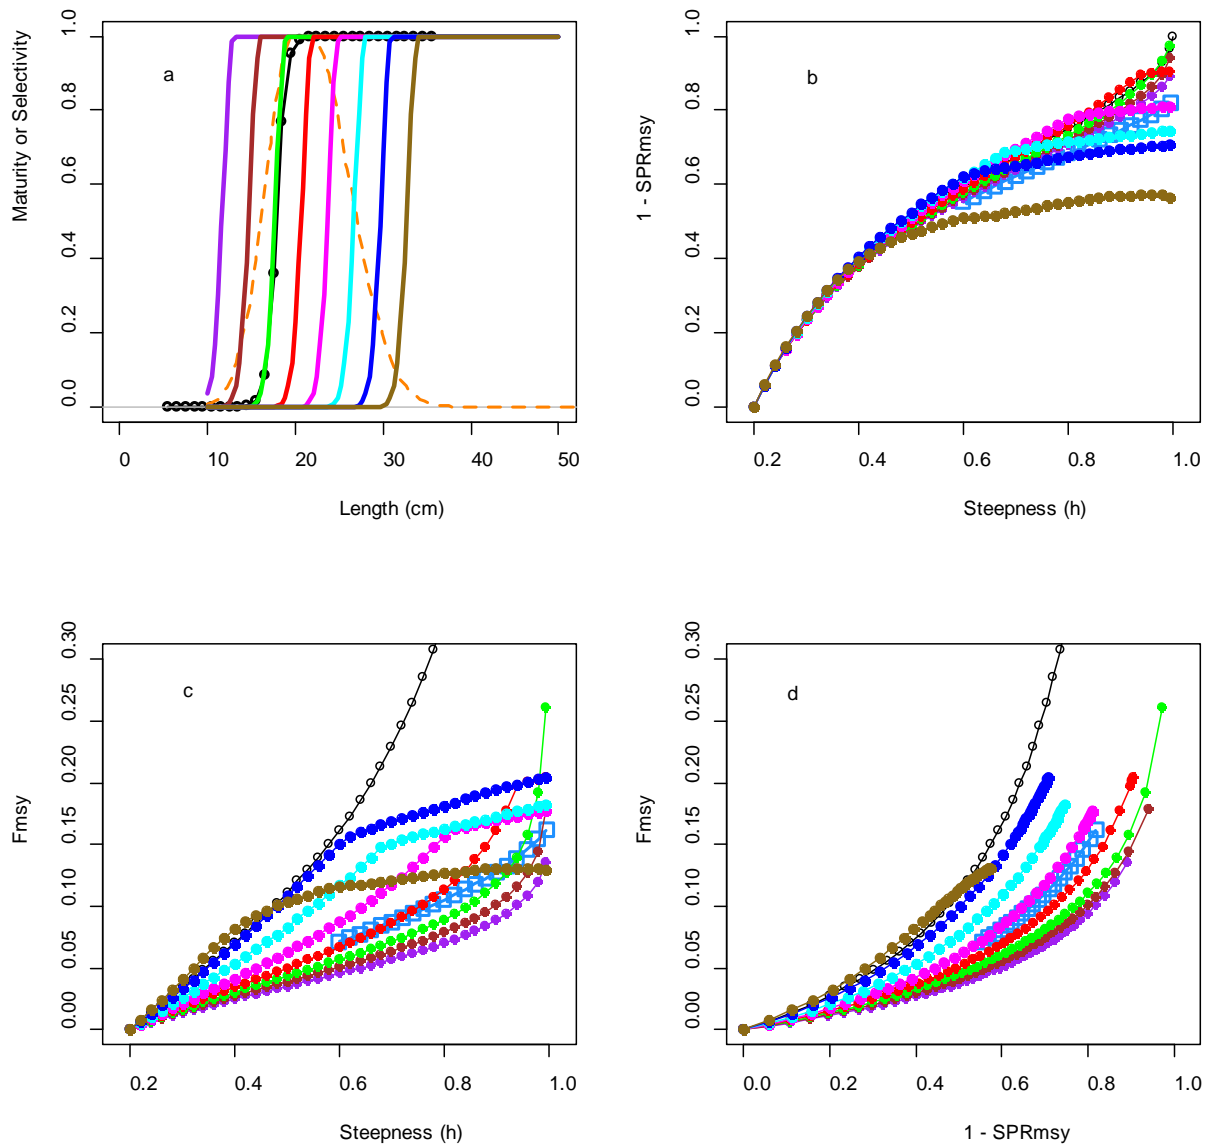 Maturity or Selectivity
1.0
0.8
0.6
0.4
0.2
0.0
a
0 10 20 30 40 50
Length (cm)
1 - SPRmsy
1.0
0.8
0.6
0.4
0.2
0.0
b
0.2 0.4 0.6 0.8 1.0
Steepness (h)
Fmsy
0.30
0.25
0.20
0.15
0.10
0.05
0.00
c
0.2 0.4 0.6 0.8 1.0
Steepness (h)
Fmsy
0.30
0.25
0.20
0.15
0.10
0.05
0.00
d
0.0 0.2 0.4 0.6 0.8 1.0
1 - SPRmsy